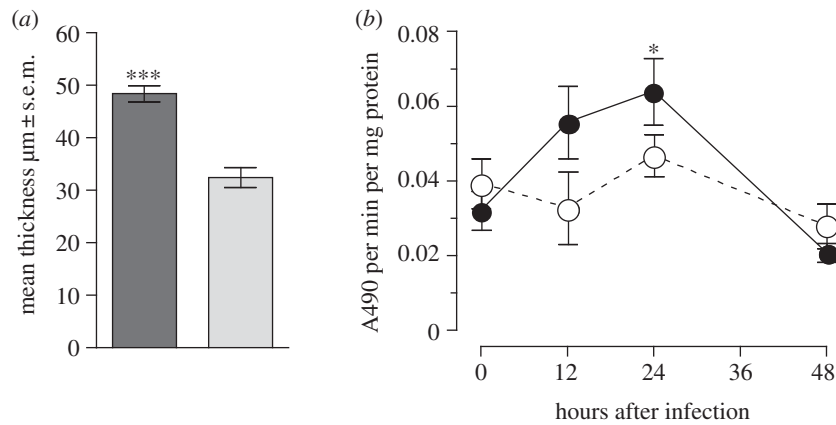 (a)
60
50
40
30
20
10
0
mean thickness µm ± s.e.m.
***
(b)
0.08
0.06
0.04
0.02
0
A490 per min per mg protein
*
0 12 24 36 48
hours after infection